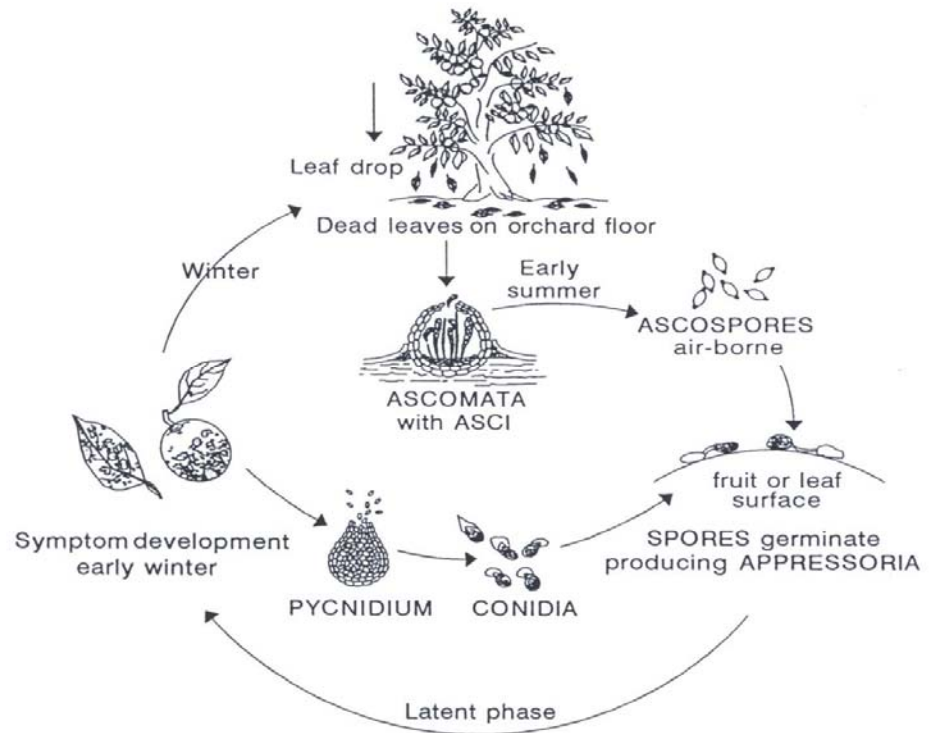 Leaf drop
Dead leaves on orchard floor
Winter
Early
summer
ASCOSPORES
air-borne
ASCOMATA
with ASCI
fruit or leaf
surface
Symptom development
early winter
SPORES germinate
producing APPRESSORIA
PYCNIDIUM
CONIDIA
Latent phase